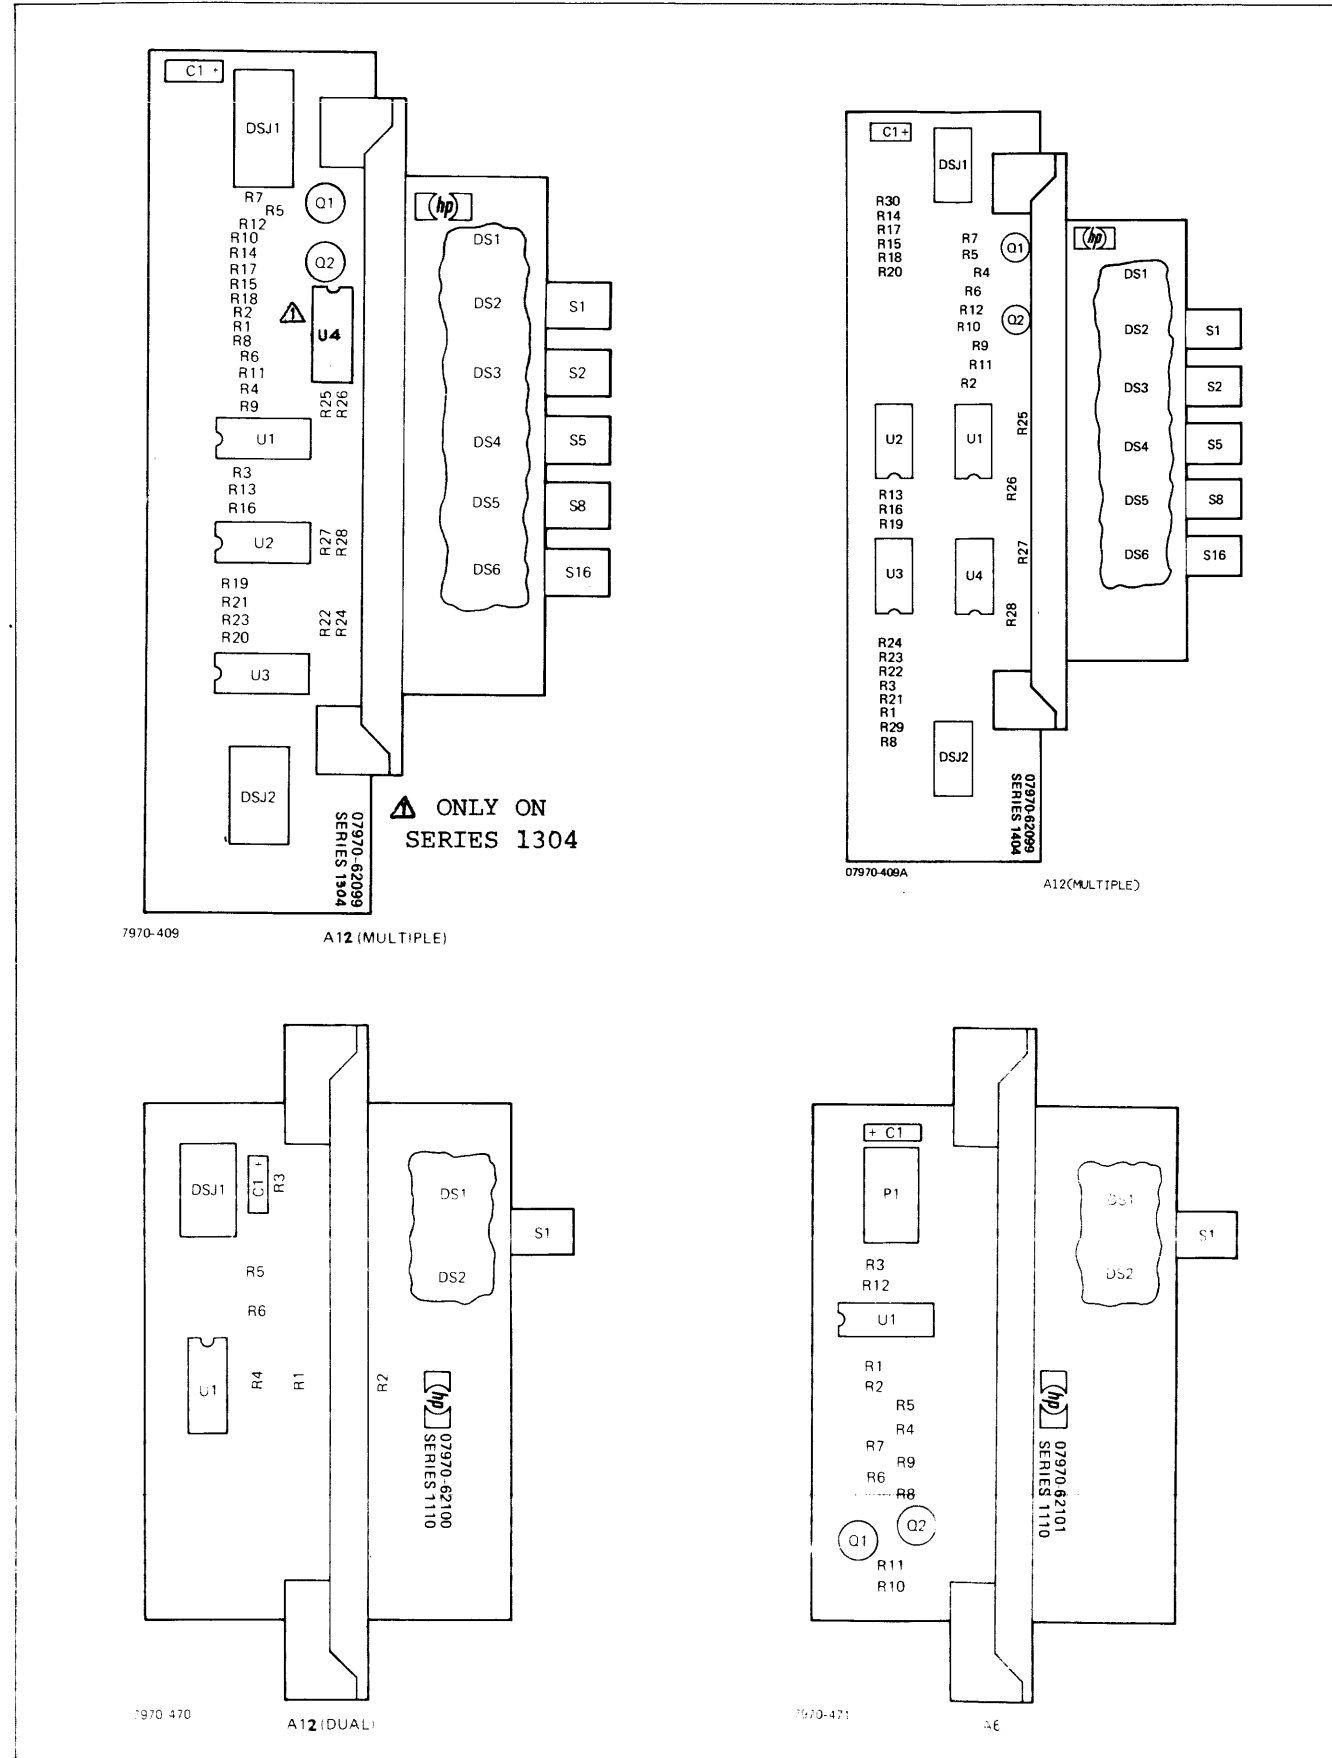 C1 +
DSJ1
R7
R5
R12
R10
R14
R17
R15
R18
R2
R1
R8
R6
R11
R4
R9
Q1
Q2
U4
R25
R26
U1
R3
R13
R16
U2
R27
R28
R19
R21
R23
R20
R22
R24
U3
DSJ2
07970-62099
SERIES 1304
hp
DS1
DS2
DS3
DS4
DS5
DS6
S1
S2
S5
S8
S16
⚠ ONLY ON
SERIES 1304
7970-409
A12 (MULTIPLE)
C1 +
DSJ1
R30
R14
R17
R15
R18
R20
R7
R5
R4
R6
R12
R10
R9
R11
R2
Q1
Q2
U2
U1
R25
R26
R13
R16
R19
U3
U4
R27
R28
R24
R23
R22
R3
R21
R1
R29
R8
DSJ2
07970-62099
SERIES 1404
hp
DS1
DS2
DS3
DS4
DS5
DS6
S1
S2
S5
S8
S16
07970-409A
A12(MULTIPLE)
DSJ1
C1 +
R3
R5
R6
U1
R4
R1
R2
DS1
DS2
S1
hp
07970-62100
SERIES 1110
7970-470
A12 (DUAL)
+ C1
P1
R3
R12
U1
R1
R2
R5
R4
R7
R9
R6
R8
Q1
Q2
R11
R10
DS1
DS2
S1
hp
07970-62101
SERIES 1110
7970-471
A6